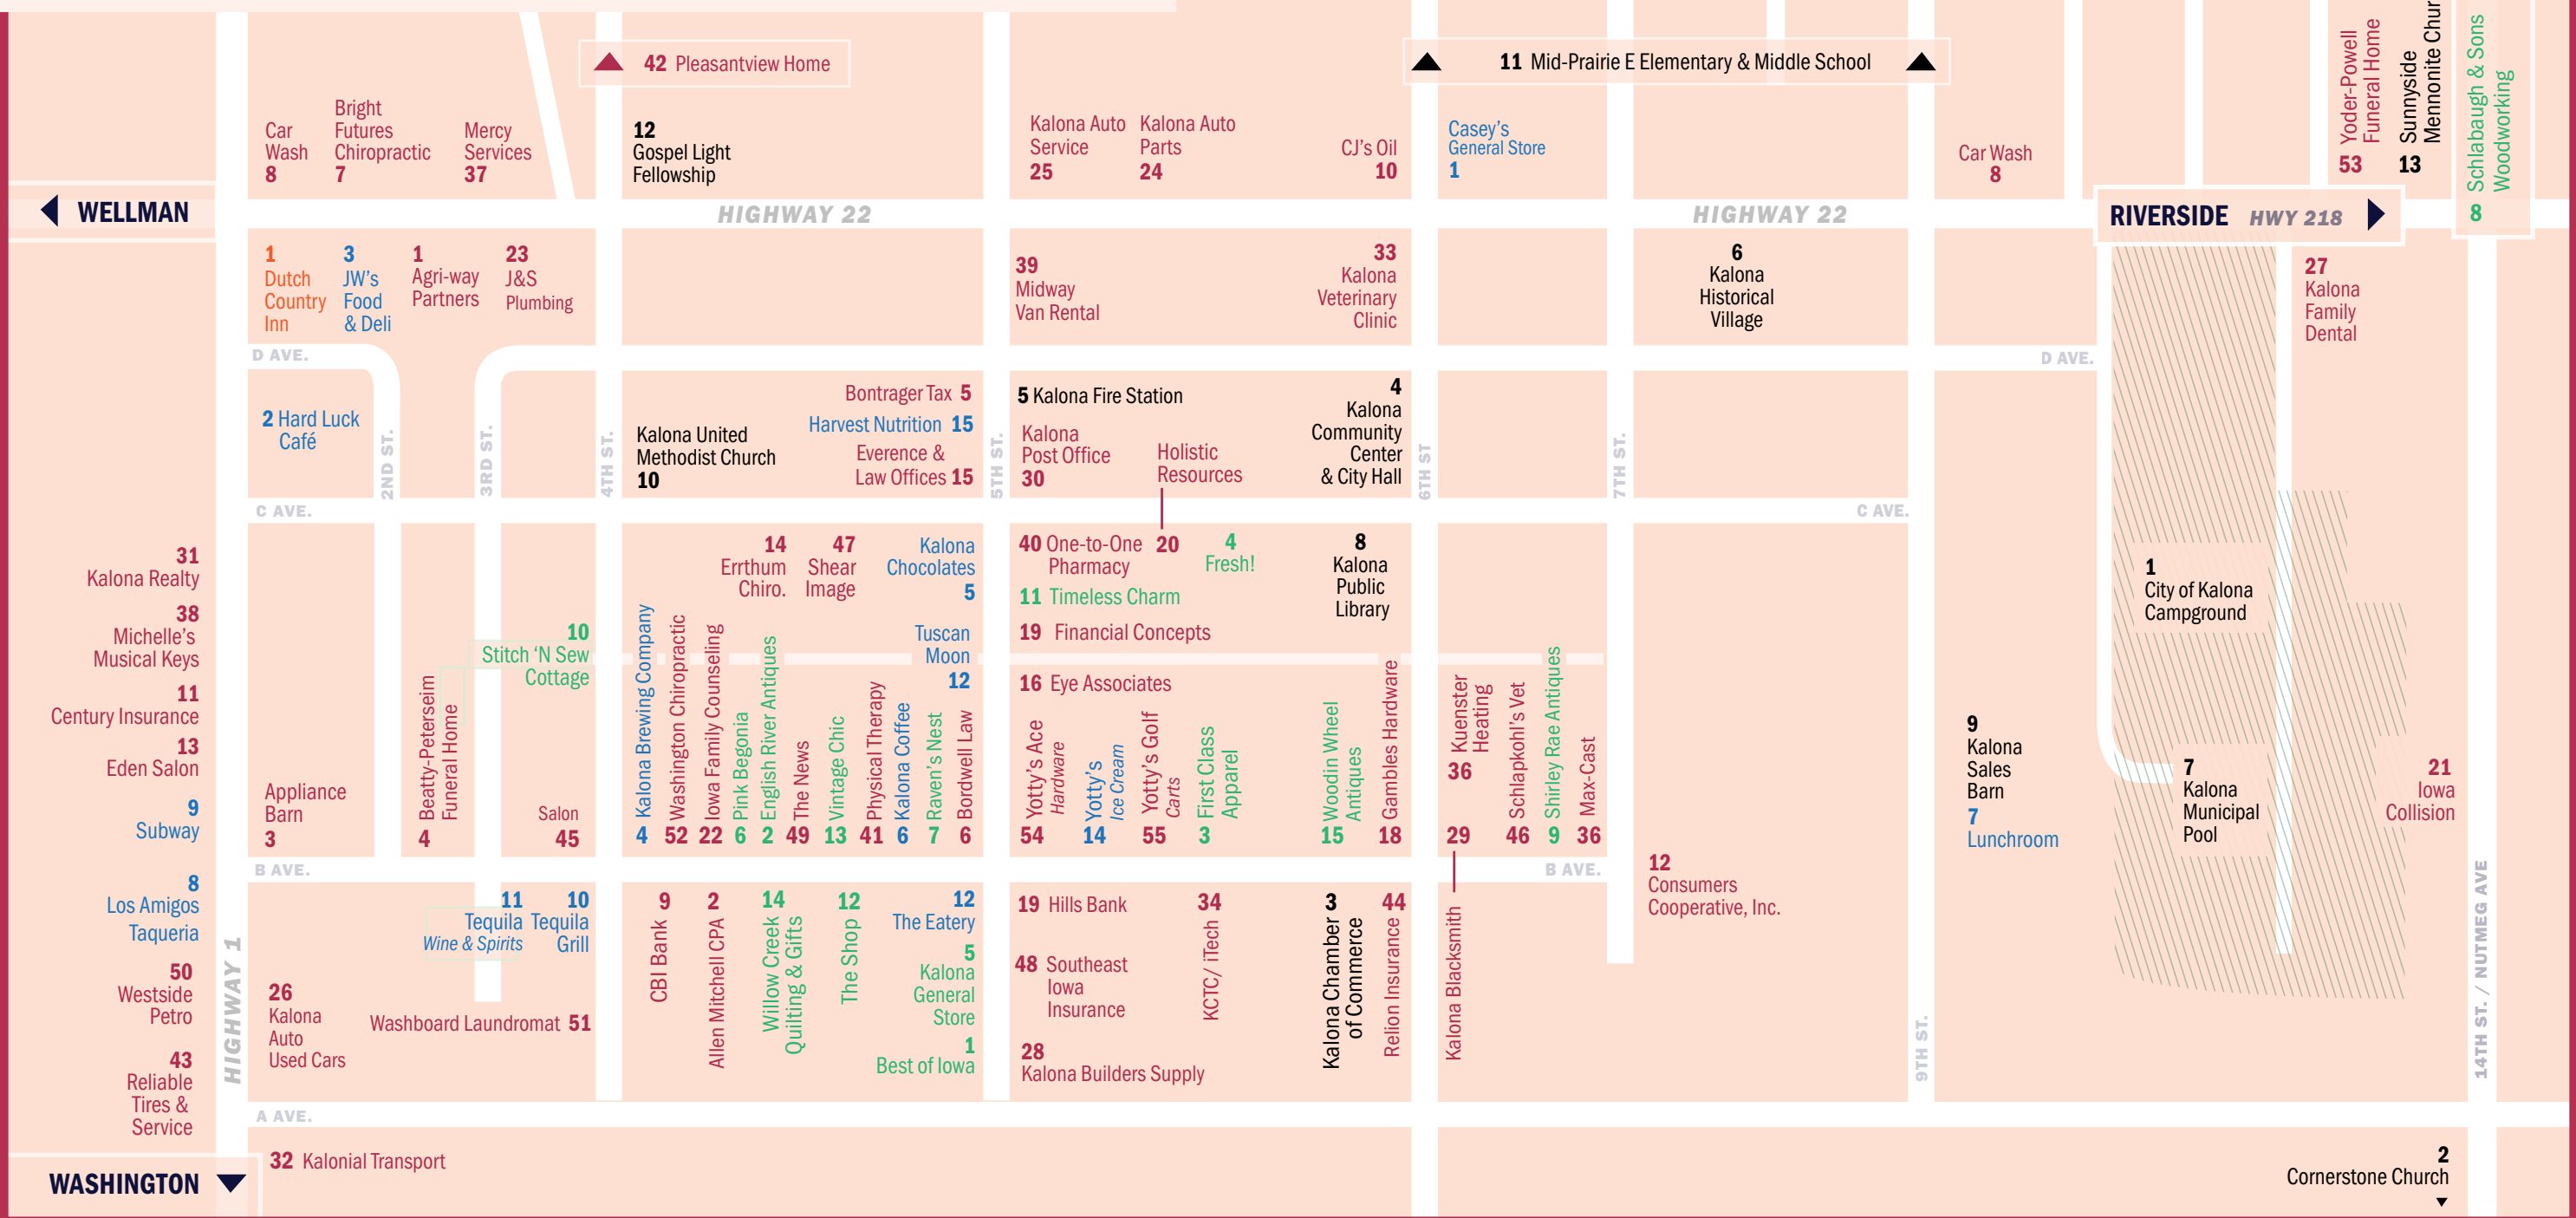 42 Pleasantview Home
11 Mid-Prairie E Elementary & Middle School
Car
Wash
8
Bright
Futures
Chiropractic
7
Mercy
Services
37
12
Gospel Light
Fellowship
Kalona Auto
Service
25
Kalona Auto
Parts
24
CJ's Oil
10
Casey's
General Store
1
Car Wash
8
Yoder-Powell
Funeral Home
53
Sunnyside
Mennonite Chur
13
Schlabaugh & Sons
Woodworking
8
WELLMAN
HIGHWAY 22
HIGHWAY 22
RIVERSIDE HWY 218
1
Dutch
Country
Inn
3
JW's
Food
& Deli
1
Agri-way
Partners
23
J&S
Plumbing
39
Midway
Van Rental
33
Kalona
Veterinary
Clinic
6
Kalona
Historical
Village
27
Kalona
Family
Dental
D AVE.
D AVE.
2 Hard Luck
Café
2ND ST.
3RD ST.
4TH ST.
Kalona United
Methodist Church
10
Bontrager Tax 5
Harvest Nutrition 15
Everence &
Law Offices 15
5TH ST.
5 Kalona Fire Station
Kalona
Post Office
30
Holistic
Resources
20
4
Kalona
Community
Center
& City Hall
6TH ST
7TH ST.
C AVE.
C AVE.
31
Kalona Realty
38
Michelle's
Musical Keys
11
Century Insurance
13
Eden Salon
9
Subway
8
Los Amigos
Taqueria
50
Westside
Petro
43
Reliable
Tires &
Service
HIGHWAY 1
Appliance
Barn
3
Beatty-Peterseim
Funeral Home
4
10
Stitch 'N Sew
Cottage
Salon
45
14
Errthum
Chiro.
47
Shear
Image
Kalona
Chocolates
5
Tuscan
Moon
12
Kalona Brewing Company
4
Washington Chiropractic
52
Iowa Family Counseling
22
Pink Begonia
6
English River Antiques
2
The News
49
Vintage Chic
13
Physical Therapy
41
Kalona Coffee
6
Raven's Nest
7
Bordwell Law
6
40 One-to-One
Pharmacy
4
Fresh!
8
Kalona
Public
Library
11 Timeless Charm
19 Financial Concepts
16 Eye Associates
Yotty's Ace
Hardware
54
Yotty's
Ice Cream
14
Yotty's Golf
Carts
55
First Class
Apparel
3
Woodin Wheel
Antiques
15
Gambles Hardware
18
Kuenster
Heating
36
29
Schlapkohl's Vet
46
Shirley Rae Antiques
9
Max-Cast
36
1
City of Kalona
Campground
9
Kalona
Sales
Barn
7
Lunchroom
7
Kalona
Municipal
Pool
21
Iowa
Collision
B AVE.
B AVE.
12
Consumers
Cooperative, Inc.
11
Tequila
Wine & Spirits
10
Tequila
Grill
26
Kalona
Auto
Used Cars
Washboard Laundromat 51
9
CBI Bank
2
Allen Mitchell CPA
14
Willow Creek
Quilting & Gifts
12
The Shop
12
The Eatery
5
Kalona
General
Store
1
Best of Iowa
19 Hills Bank
48 Southeast
Iowa
Insurance
28
Kalona Builders Supply
34
KCTC/ iTech
3
Kalona Chamber
of Commerce
44
Relion Insurance
Kalona Blacksmith
9TH ST.
14TH ST. / NUTMEG AVE
A AVE.
WASHINGTON
32 Kalonial Transport
2
Cornerstone Church